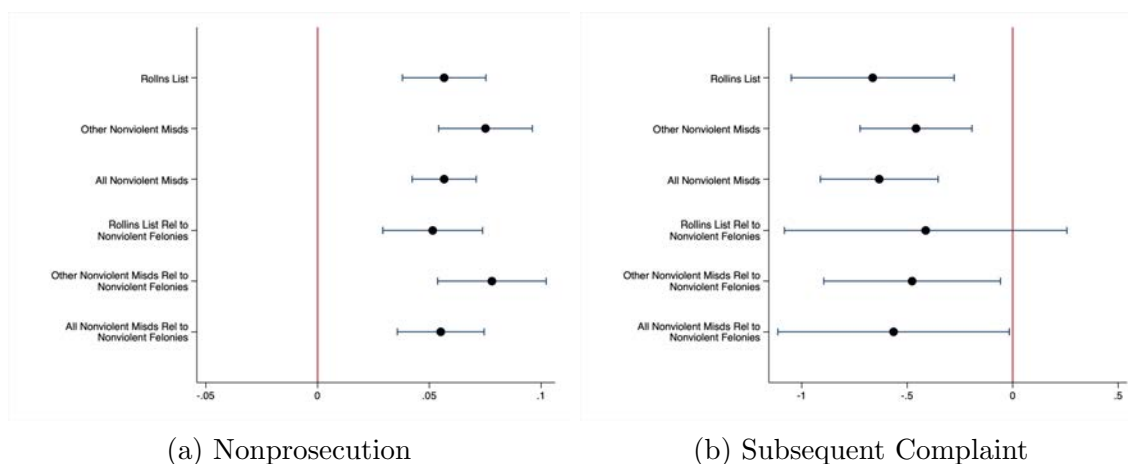 Rollns List
Other Nonviolent Misds
All Nonviolent Misds
Rollins List Rel to
Nonviolent Felonies
Other Nonviolent Misds Rel to
Nonviolent Felonies
All Nonviolent Misds Rel to
Nonviolent Felonies
-.05 0 .05 .1
(a) Nonprosecution
Rollins List
Other Nonviolent Misds
All Nonviolent Misds
Rollins List Rel to
Nonviolent Felonies
Other Nonviolent Misds Rel to
Nonviolent Felonies
All Nonviolent Misds Rel to
Nonviolent Felonies
-1 -.5 0 .5
(b) Subsequent Complaint